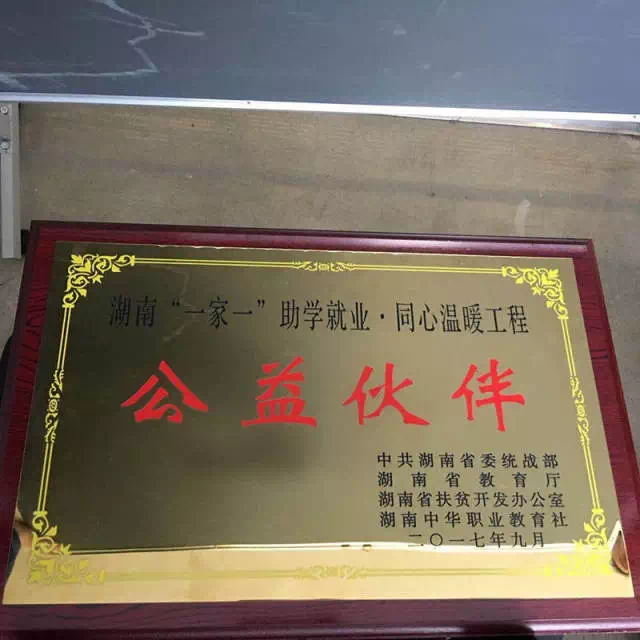 湖南“一家一”助学就业·同心温暖工程
公益伙伴
中共湖南省委统战部
湖南省教育厅
湖南省扶贫开发办公室
湖南中华职业教育社
二〇一七年九月